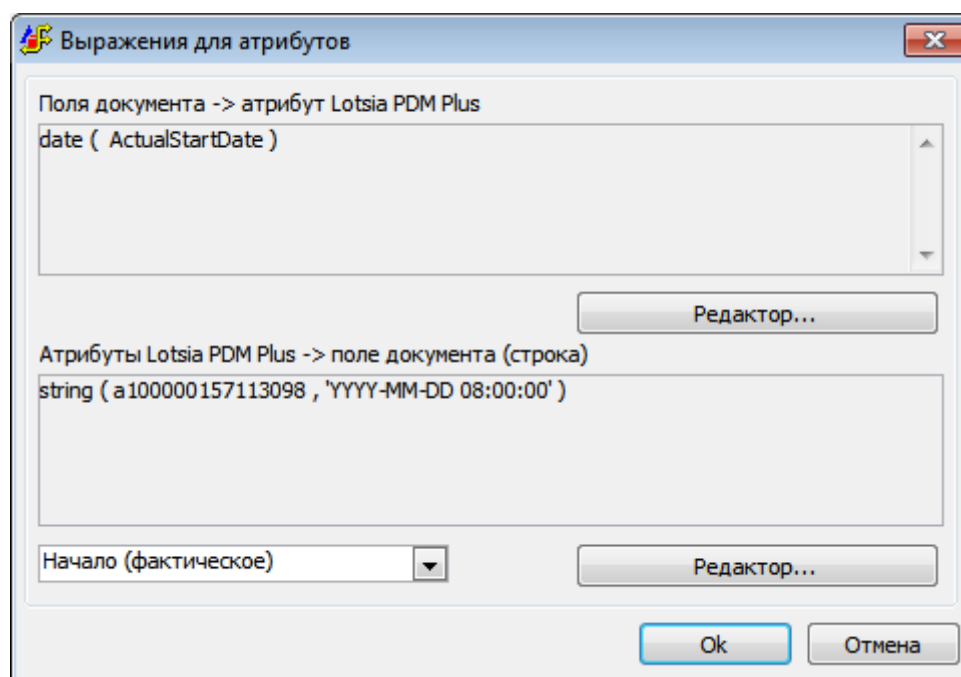 Выражения для атрибутов
Поля документа -> атрибут Lotsia PDM Plus
date ( ActualStartDate )
Редактор...
Атрибуты Lotsia PDM Plus -> поле документа (строка)
string ( a100000157113098 , 'YYYY-MM-DD 08:00:00' )
Начало (фактическое)
Редактор...
Ok
Отмена